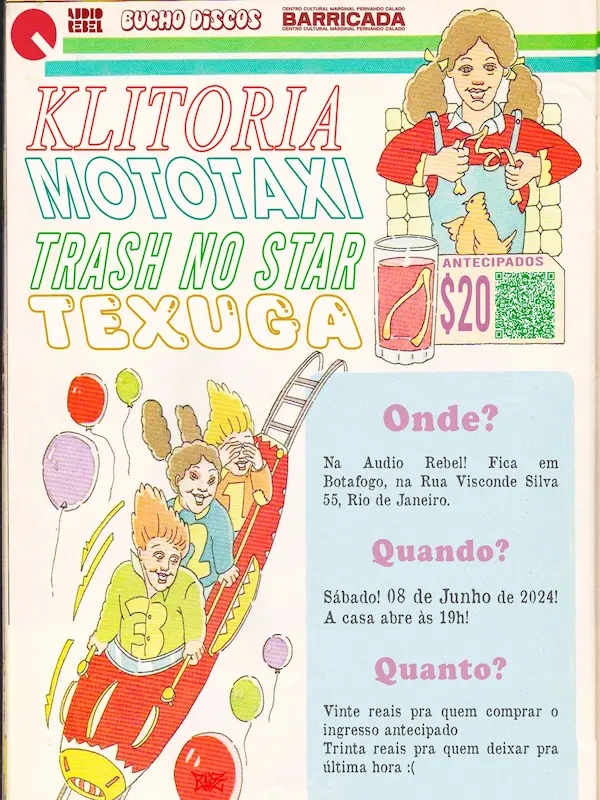 AUDIO
REBEL
BUCHO DISCOS
CENTRO CULTURAL MARGINAL FERNANDO CALADO
BARRICADA
CENTRO CULTURAL MARGINAL FERNANDO CALADO
KLITORIA
MOTOTAXI
TRASH NO STAR
TEXUGA
ANTECIPADOS
$20
1
2
3
Onde?
Na Audio Rebel! Fica em
Botafogo, na Rua Visconde Silva
55, Rio de Janeiro.
Quando?
Sábado! 08 de Junho de 2024!
A casa abre às 19h!
Quanto?
Vinte reais pra quem comprar o
ingresso antecipado
Trinta reais pra quem deixar pra
última hora :(